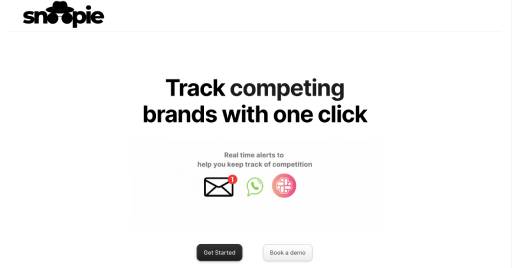 snoopie
Track competing
brands with one click
Real time alerts to
help you keep track of competition
1
Get Started
Book a demo